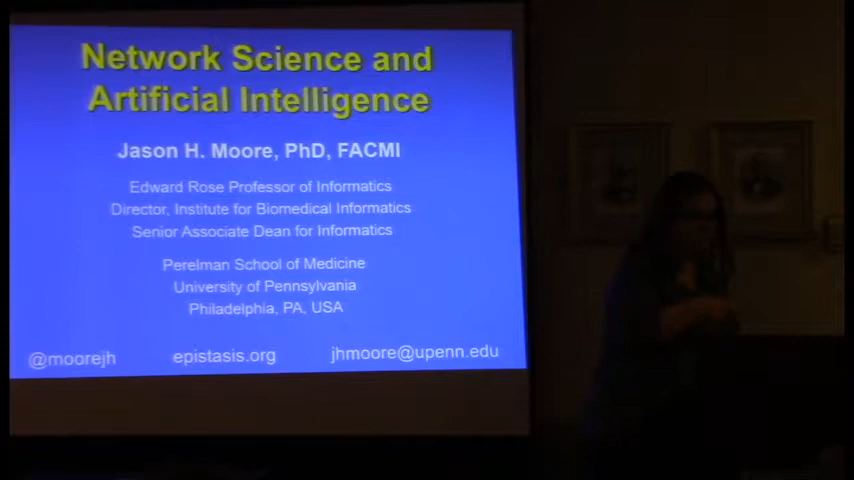 Network Science and
Artificial Intelligence
Jason H. Moore, PhD, FACMI
Edward Rose Professor of Informatics
Director, Institute for Biomedical Informatics
Senior Associate Dean for Informatics
Perelman School of Medicine
University of Pennsylvania
Philadelphia, PA, USA
@moorejh epistasis.org jhmoore@upenn.edu